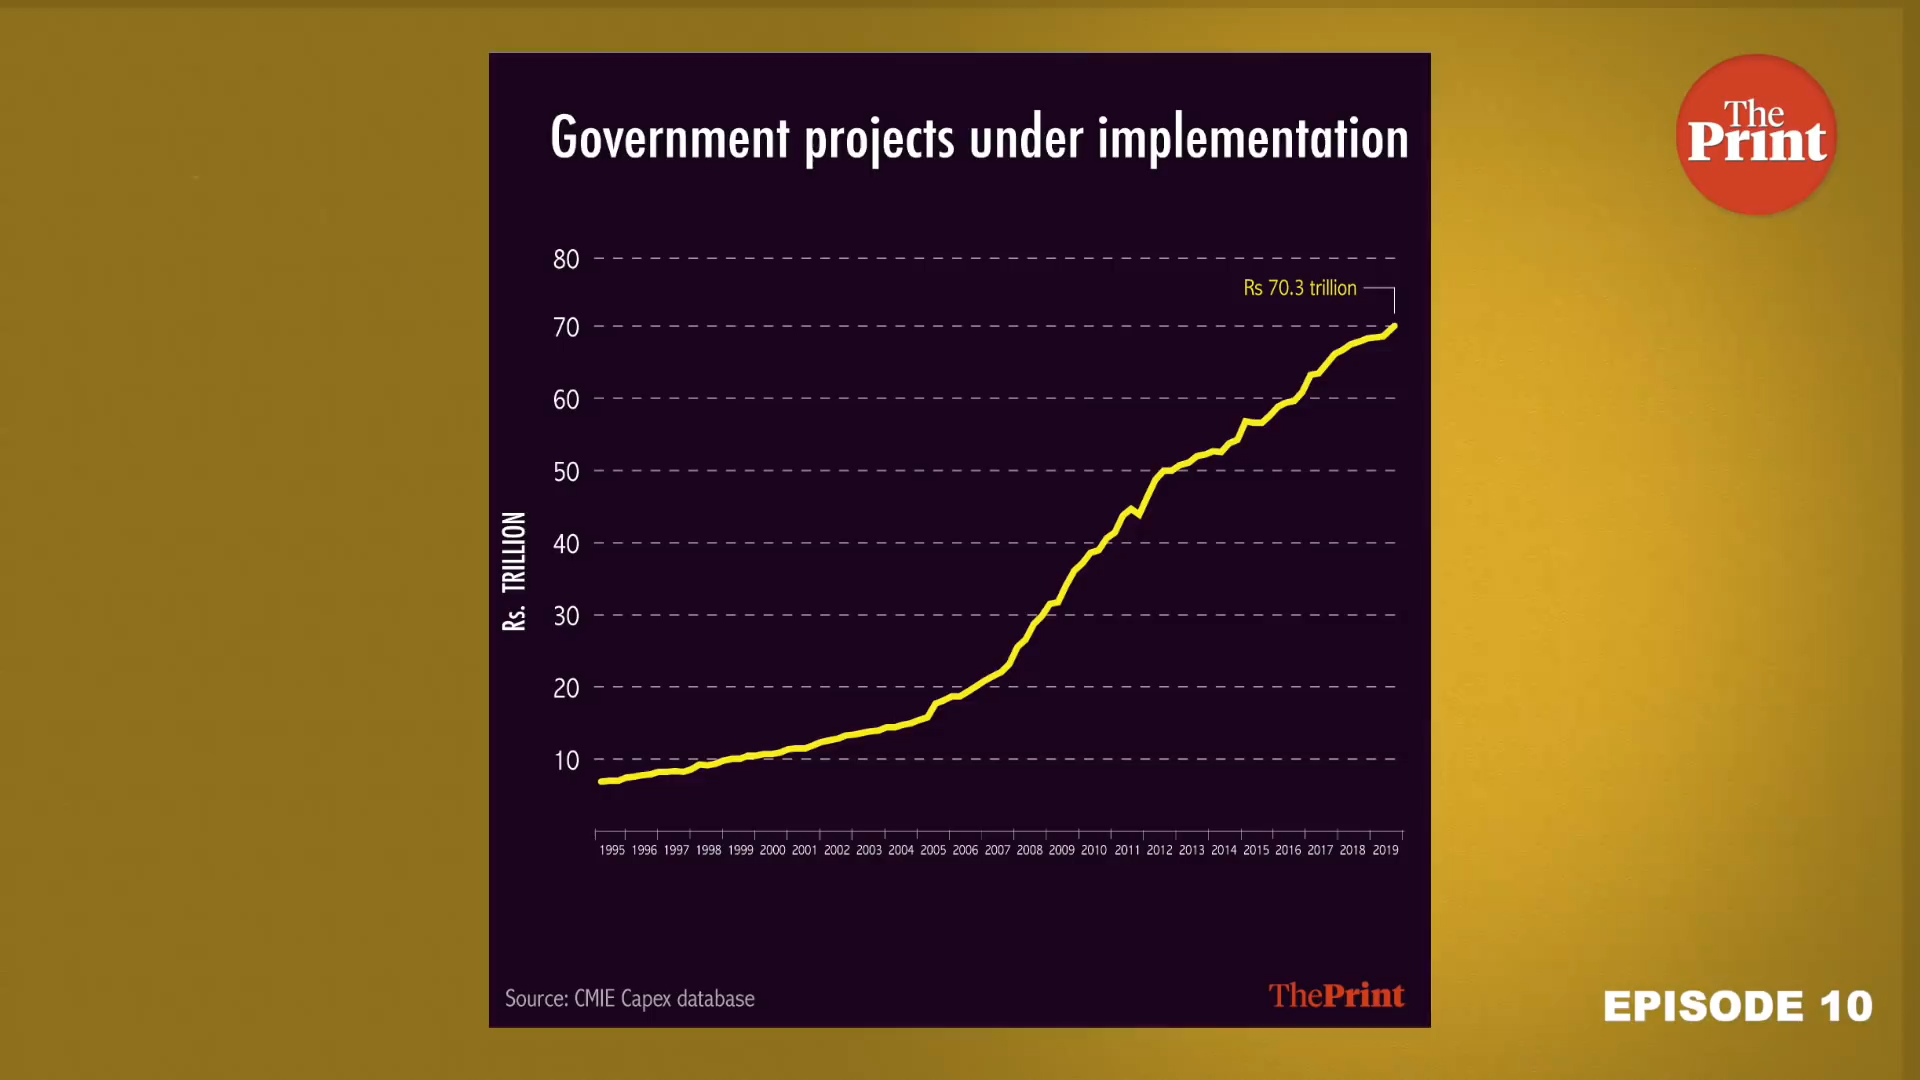 Government projects under implementation
The
Print
80
Rs 70.3 trillion
70
60
50
40
30
20
10
Rs. TRILLION
1995 1996 1997 1998 1999 2000 2001 2002 2003 2004 2005 2006 2007 2008 2009 2010 2011 2012 2013 2014 2015 2016 2017 2018 2019
Source: CMIE Capex database
ThePrint
EPISODE 10